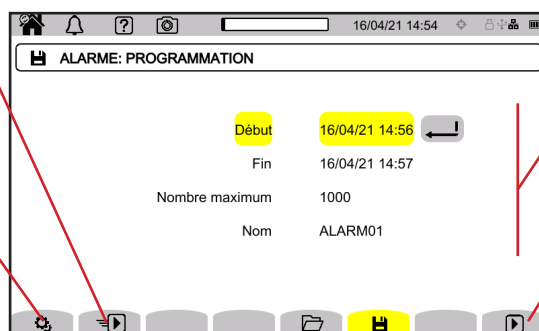 ? 16/04/21 14:54
ALARME: PROGRAMMATION
Début 16/04/21 14:56
Fin 16/04/21 14:57
Nombre maximum 1000
Nom ALARM01